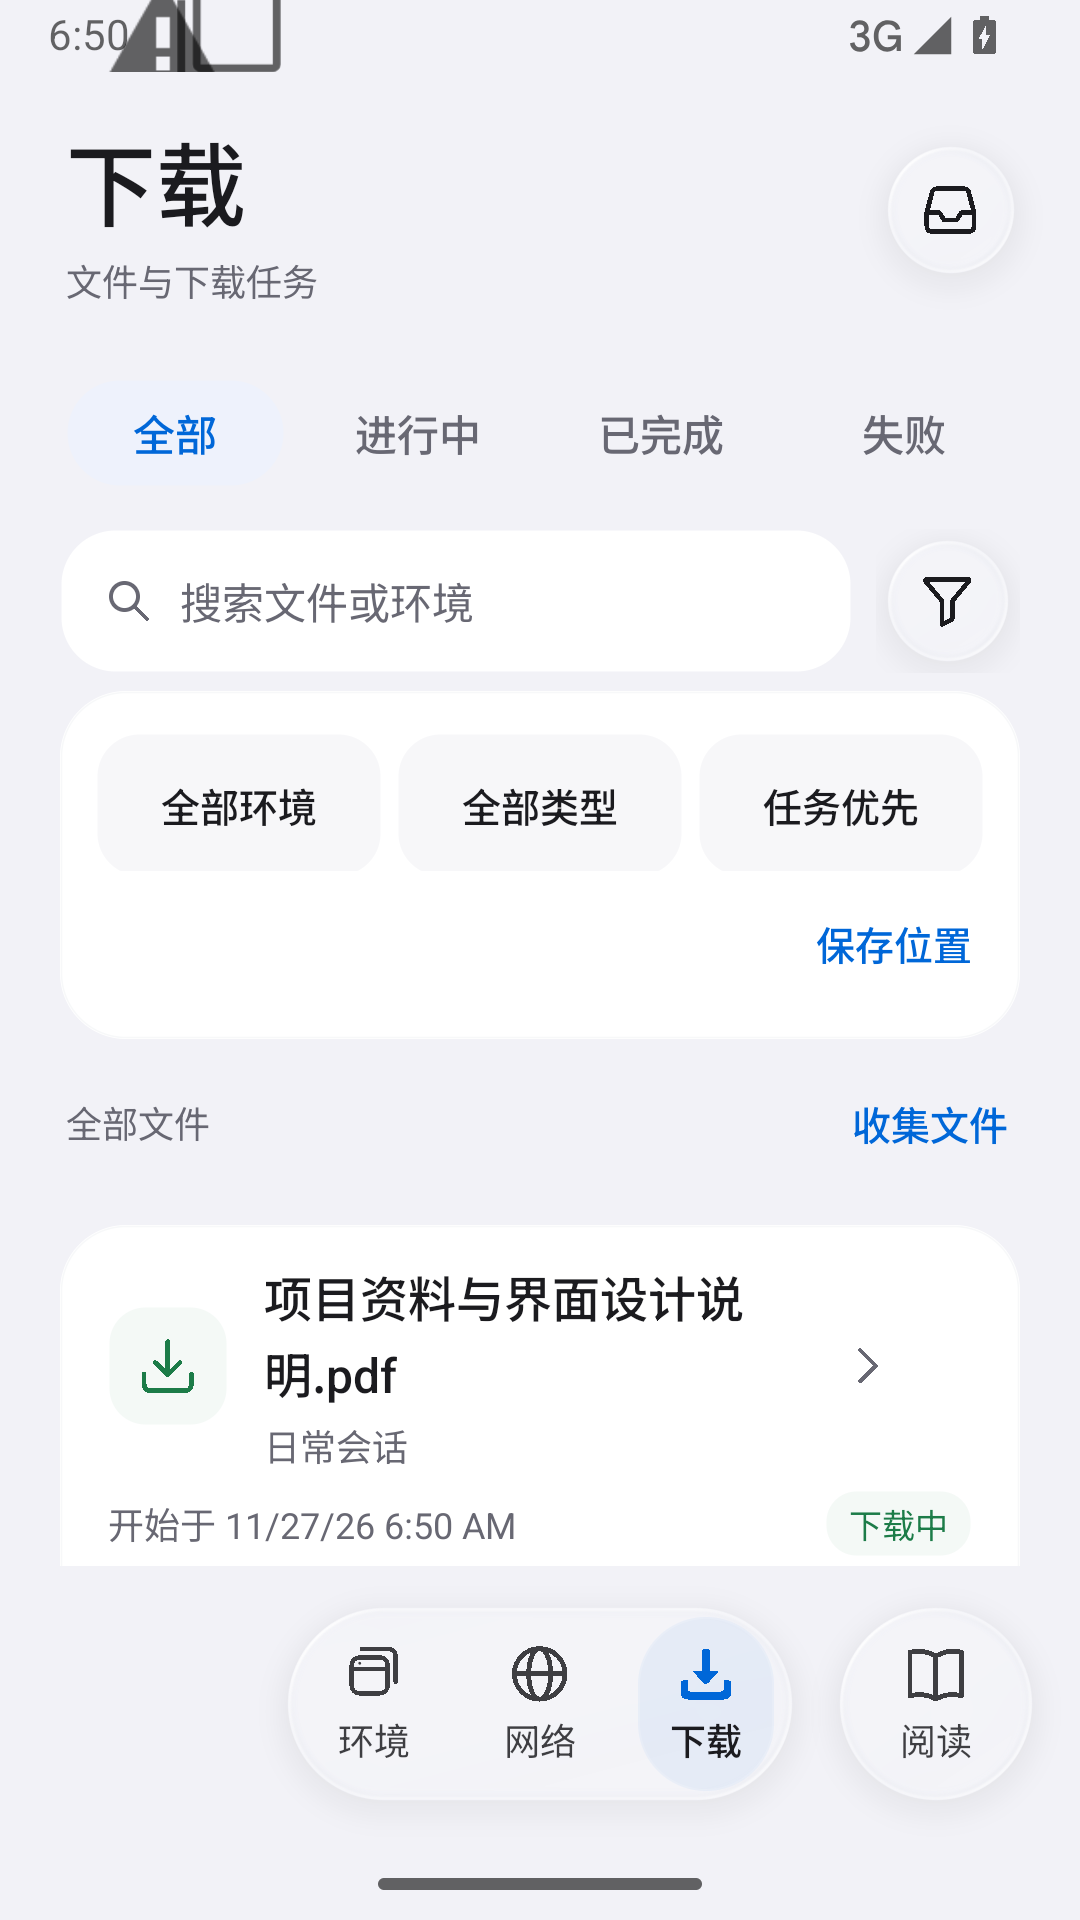 6:50
3G
下载
文件与下载任务
全部
进行中
已完成
失败
搜索文件或环境
全部环境
全部类型
任务优先
保存位置
全部文件
收集文件
项目资料与界面设计说
明.pdf
日常会话
开始于 11/27/26 6:50 AM
下载中
环境
网络
下载
阅读